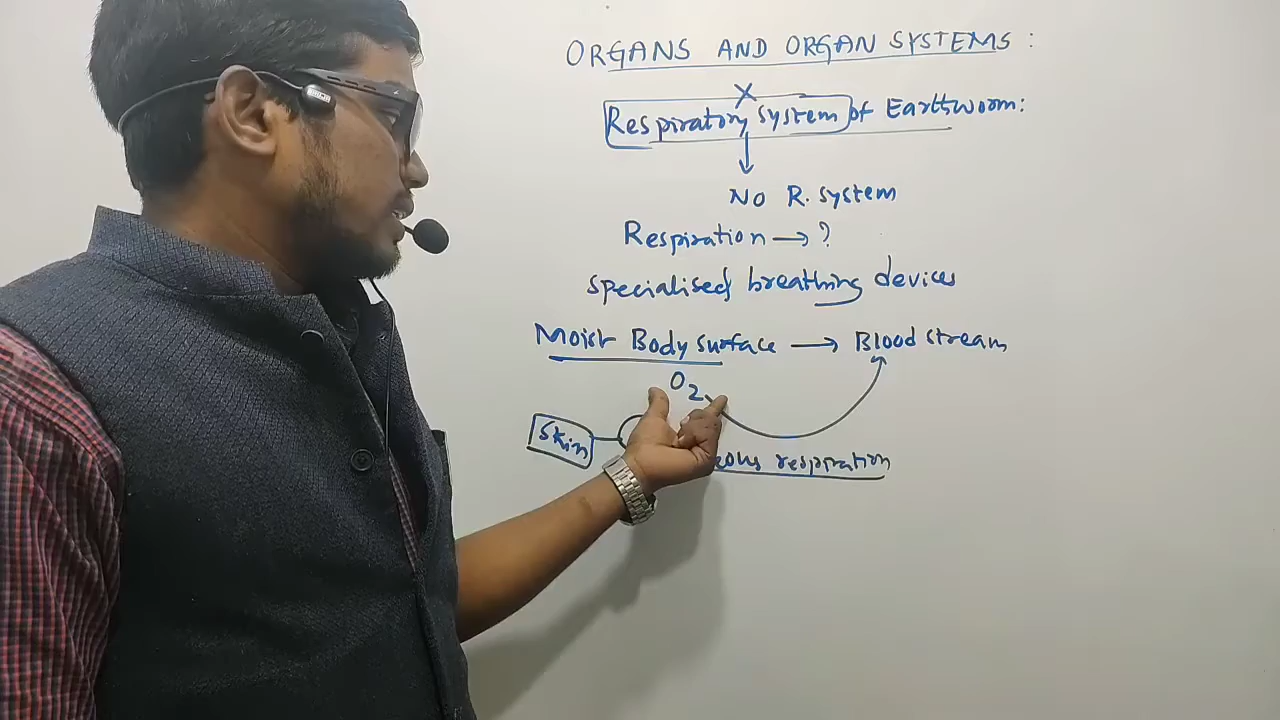 ORGANS AND ORGAN SYSTEMS :
X
Respiratory system of Earthworm:
No R. system
Respiration → ?
specialised breathing devices
Moist Body surface → Blood stream
O2
Skin
respiration